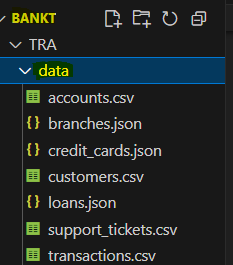 BANKT
TRA
data
accounts.csv
{} branches.json
{} credit_cards.json
customers.csv
{} loans.json
support_tickets.csv
transactions.csv